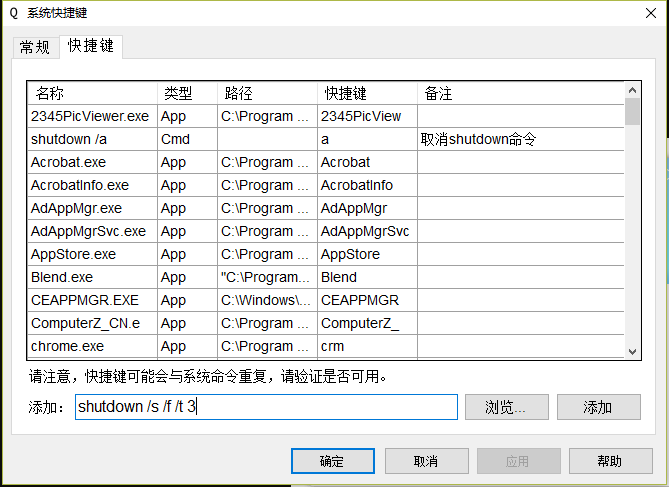 Q 系统快捷键
常规 快捷键
名称 类型 路径 快捷键 备注
2345PicViewer.exe App C:\Program ... 2345PicView
shutdown /a Cmd a 取消shutdown命令
Acrobat.exe App C:\Program ... Acrobat
AcrobatInfo.exe App C:\Program ... AcrobatInfo
AdAppMgr.exe App C:\Program ... AdAppMgr
AdAppMgrSvc.exe App C:\Program ... AdAppMgrSvc
AppStore.exe App C:\Program ... AppStore
Blend.exe App "C:\Program... Blend
CEAPPMGR.EXE App C:\Windows\... CEAPPMGR
ComputerZ_CN.e App C:\Program ... ComputerZ_
chrome.exe App C:\Program ... crm
请注意，快捷键可能会与系统命令重复，请验证是否可用。
添加： shutdown /s /f /t 3 浏览... 添加
确定 取消 应用 帮助